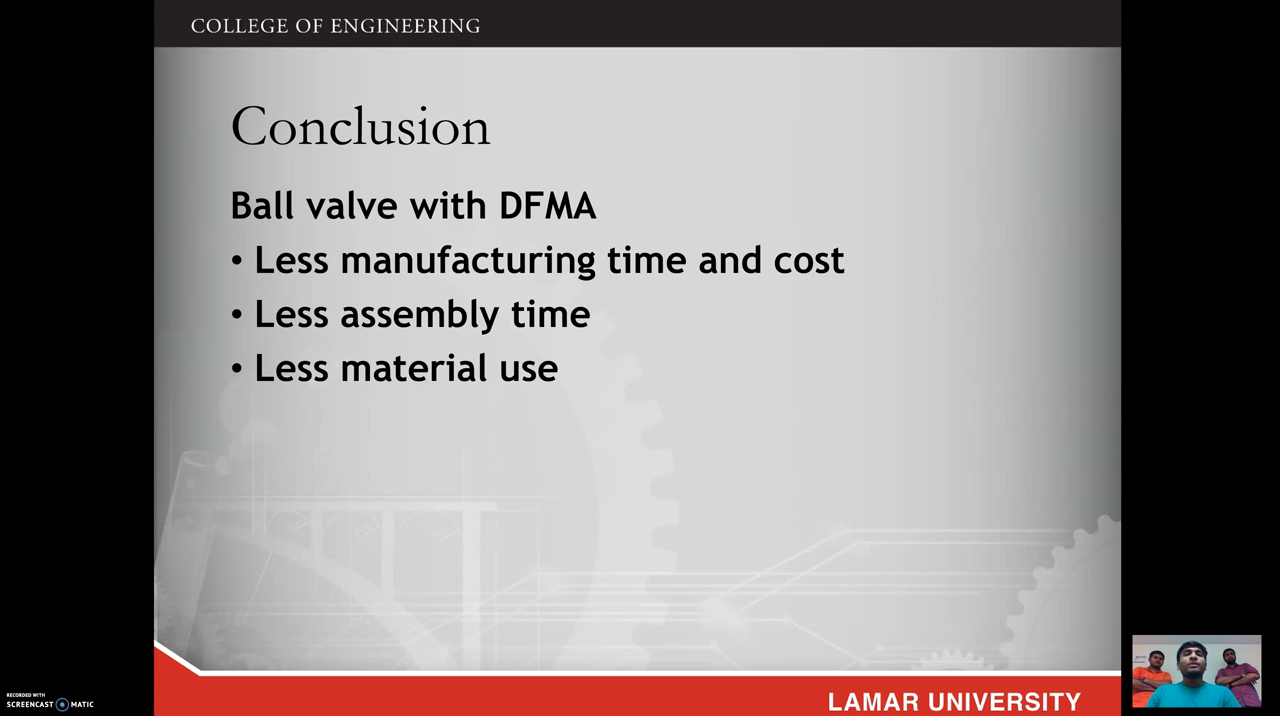 COLLEGE OF ENGINEERING
Conclusion
Ball valve with DFMA
• Less manufacturing time and cost
• Less assembly time
• Less material use
LAMAR UNIVERSITY
RECORDED WITH
SCREENCAST MATIC